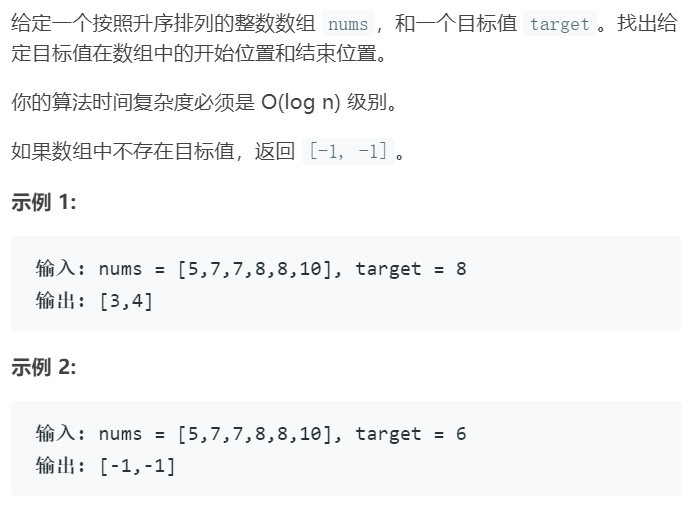 给定一个按照升序排列的整数数组 nums，和一个目标值 target。找出给
定目标值在数组中的开始位置和结束位置。
你的算法时间复杂度必须是 O(log n) 级别。
如果数组中不存在目标值，返回 [-1, -1]。
示例 1:
输入: nums = [5,7,7,8,8,10], target = 8
输出: [3,4]
示例 2:
输入: nums = [5,7,7,8,8,10], target = 6
输出: [-1,-1]